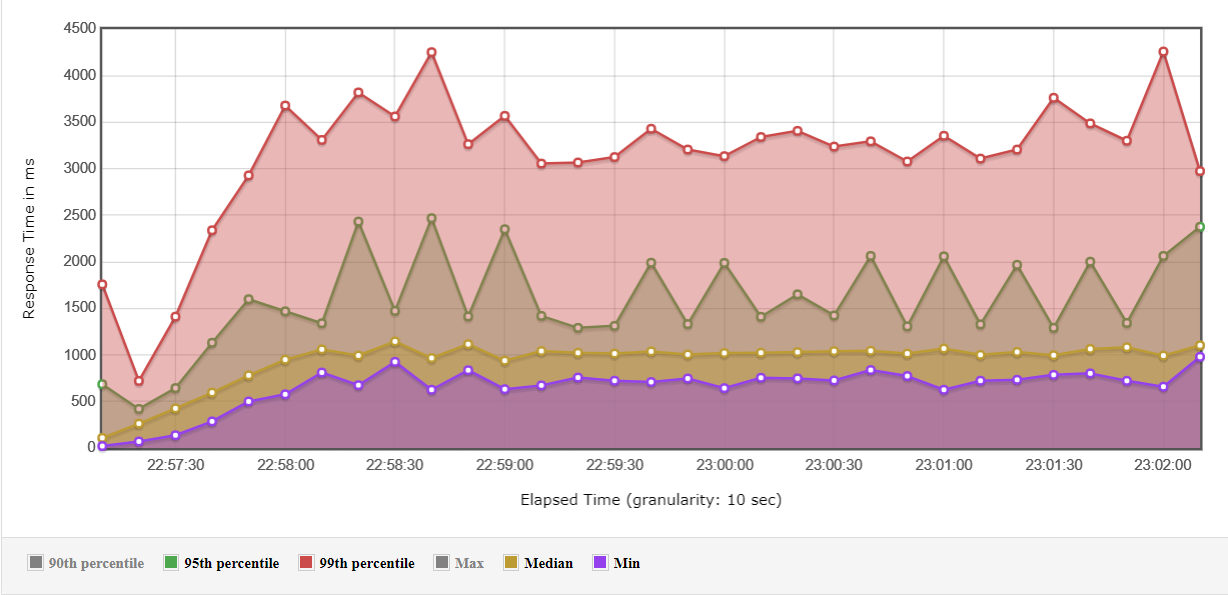 4500
4000
3500
3000
2500
2000
1500
1000
500
0
Response Time in ms
22:57:30 22:58:00 22:58:30 22:59:00 22:59:30 23:00:00 23:00:30 23:01:00 23:01:30 23:02:00
Elapsed Time (granularity: 10 sec)
90th percentile 95th percentile 99th percentile Max Median Min